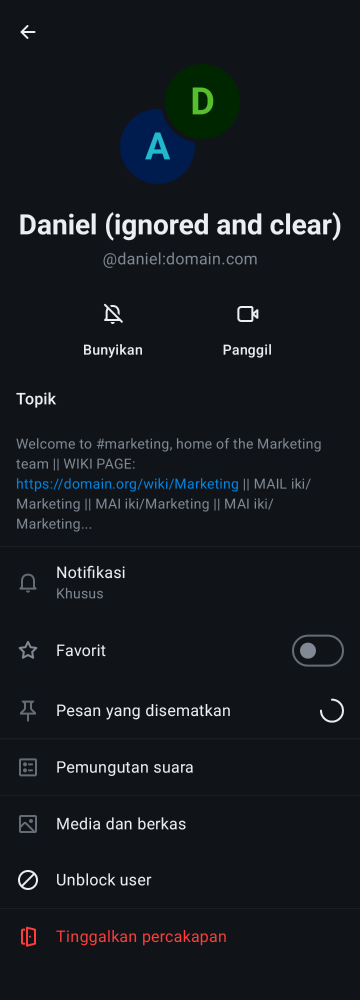 D
A
Daniel (ignored and clear)
@daniel:domain.com
Bunyikan
Panggil
Topik
Welcome to #marketing, home of the Marketing
team || WIKI PAGE:
https://domain.org/wiki/Marketing || MAIL iki/
Marketing || MAI iki/Marketing || MAI iki/
Marketing...
Notifikasi
Khusus
Favorit
Pesan yang disematkan
Pemungutan suara
Media dan berkas
Unblock user
Tinggalkan percakapan